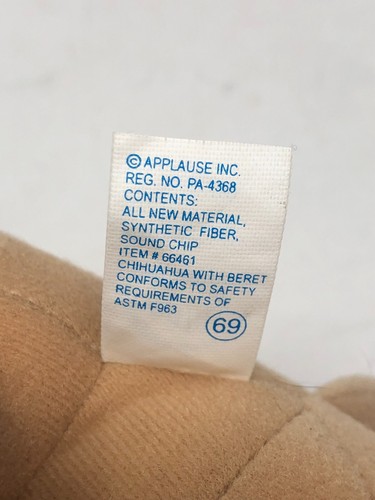 © APPLAUSE INC.
REG. NO. PA-4368
CONTENTS:
ALL NEW MATERIAL,
SYNTHETIC FIBER,
SOUND CHIP
ITEM # 66461
CHIHUAHUA WITH BERET
CONFORMS TO SAFETY
REQUIREMENTS OF
ASTM F963
69